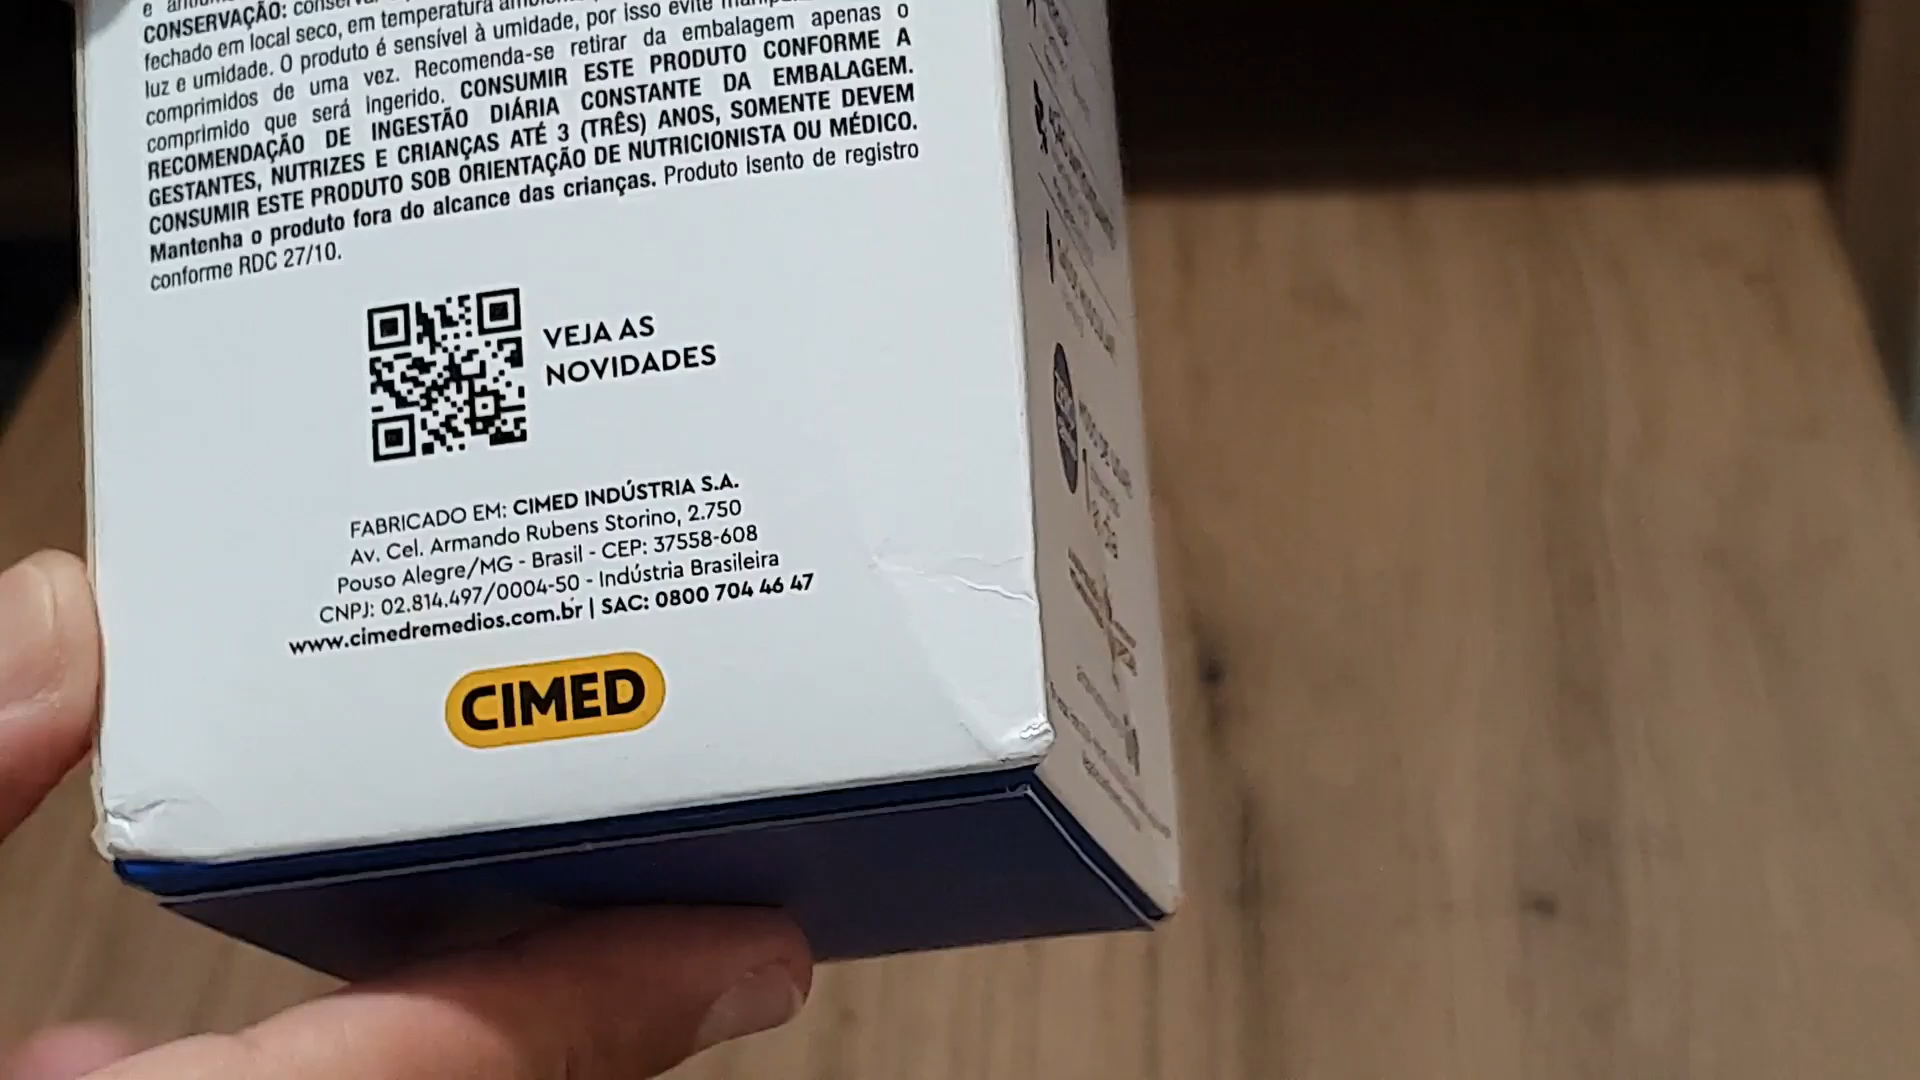 CONSERVAÇÃO:
fechado em local seco, em temperatura
luz e umidade. O produto é sensível à umidade, por isso evite
comprimidos de uma vez. Recomenda-se retirar da embalagem apenas o
comprimido que será ingerido. CONSUMIR ESTE PRODUTO CONFORME A
RECOMENDAÇÃO DE INGESTÃO DIÁRIA CONSTANTE DA EMBALAGEM.
GESTANTES, NUTRIZES E CRIANÇAS ATÉ 3 (TRÊS) ANOS, SOMENTE DEVEM
CONSUMIR ESTE PRODUTO SOB ORIENTAÇÃO DE NUTRICIONISTA OU MÉDICO.
Mantenha o produto fora do alcance das crianças. Produto Isento de registro
conforme RDC 27/10.
VEJA AS
NOVIDADES
FABRICADO EM: CIMED INDÚSTRIA S.A.
Av. Cel. Armando Rubens Storino, 2.750
Pouso Alegre/MG - Brasil - CEP: 37558-608
CNPJ: 02.814.497/0004-50 - Indústria Brasileira
www.cimedremedios.com.br | SAC: 0800 704 46 47
CIMED